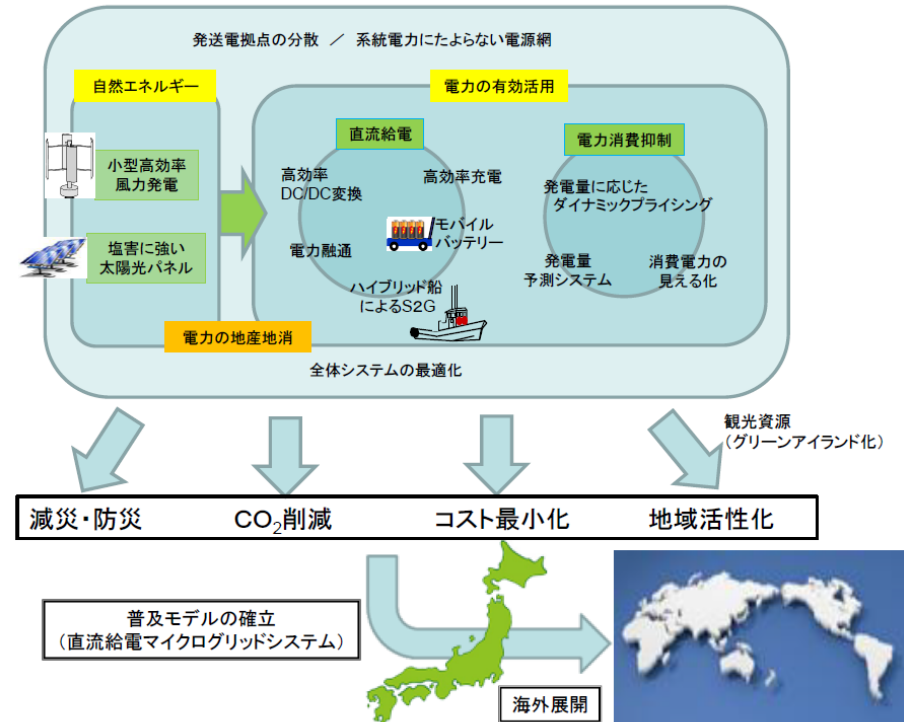 発送電拠点の分散 ／ 系統電力にたよらない電源網
自然エネルギー
電力の有効活用
小型高効率
風力発電
塩害に強い
太陽光パネル
直流給電
高効率
DC/DC変換
高効率充電
電力融通
モバイル
バッテリー
ハイブリッド船
によるS2G
電力消費抑制
発電量に応じた
ダイナミックプライシング
発電量
予測システム
消費電力の
見える化
電力の地産地消
全体システムの最適化
観光資源
（グリーンアイランド化）
減災・防災
CO₂削減
コスト最小化
地域活性化
普及モデルの確立
（直流給電マイクログリッドシステム）
海外展開